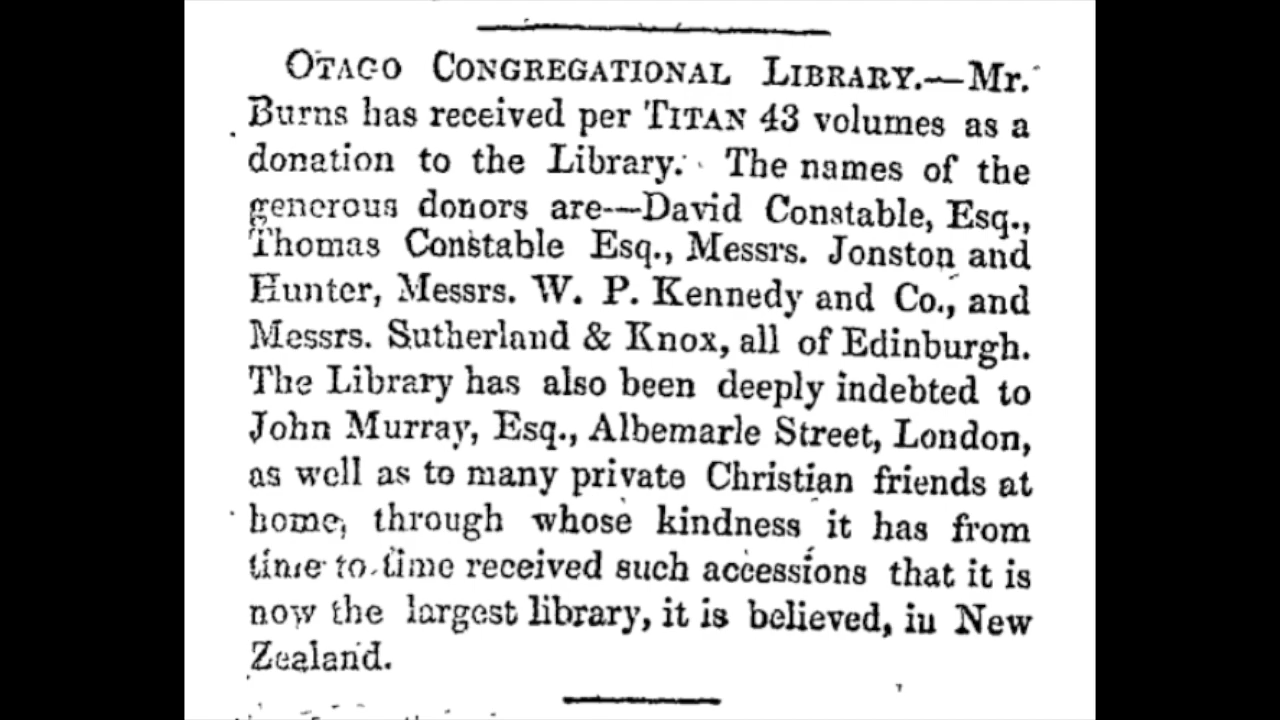 OTAGO CONGREGATIONAL LIBRARY.—Mr.
Burns has received per TITAN 43 volumes as a
donation to the Library. The names of the
generous donors are—David Constable, Esq.,
Thomas Constable Esq., Messrs. Jonston and
Hunter, Messrs. W. P. Kennedy and Co., and
Messrs. Sutherland & Knox, all of Edinburgh.
The Library has also been deeply indebted to
John Murray, Esq., Albemarle Street, London,
as well as to many private Christian friends at
home, through whose kindness it has from
time to time received such accessions that it is
now the largest library, it is believed, in New
Zealand.